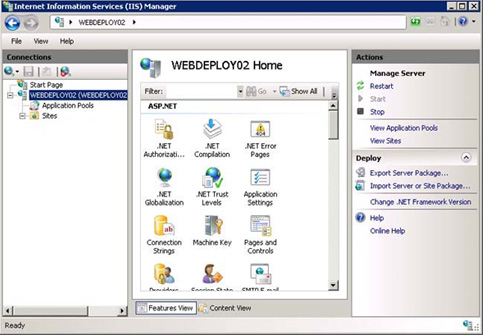 Internet Information Services (IIS) Manager
WEBDEPLOY02
File View Help
Connections
Start Page
WEBDEPLOY02 (WEBDEPLOY02
Application Pools
Sites
WEBDEPLOY02 Home
Filter: Go Show All
ASP.NET
.NET Authorizati...
.NET Compilation
.NET Error Pages
.NET Globalization
.NET Trust Levels
Application Settings
Connection Strings
Machine Key
Pages and Controls
Providers
Session State
SMTP E-mail
Features View
Content View
Actions
Manage Server
Restart
Start
Stop
View Application Pools
View Sites
Deploy
Export Server Package...
Import Server or Site Package...
Change .NET Framework Version
Help
Online Help
Ready